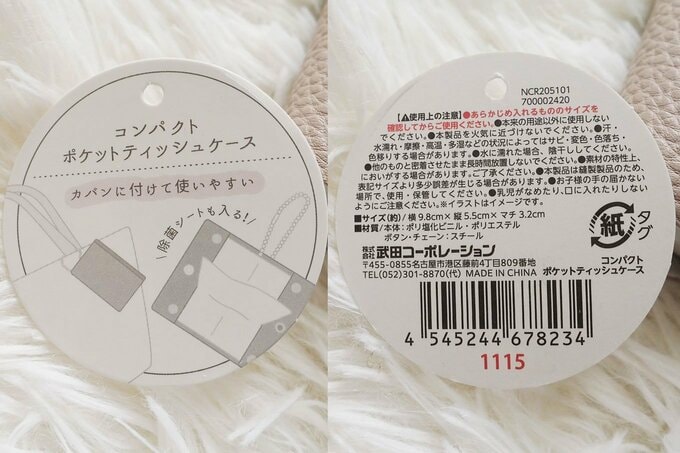 コンパクト
ポケットティッシュケース
カバンに付けて使いやすい
除菌シートも入る!
NCR205101
700002420
【⚠使用上の注意】●あらかじめ入れるもののサイズを
確認してからご使用ください。●本来の用途以外に使用しない
でください。●本製品を火気に近づけないでください。●汗・
水濡れ・摩擦・高温・多湿などの状況によってはサビ・変色・色落ち・
色移りする場合があります。●水に濡れた場合、陰干ししてください。
●他のものと密着させたまま長時間放置しないでください。●素材の特性上、
においがする場合があります。ご了承ください。●本製品は縫製製品のため、
表記サイズより多少誤差が生じる場合があります。●お子様の手の届かない
場所で、使用・保管してください。●乳児がなめたり、口に入れたりしない
ようにご注意ください。※イラストはイメージです。
■サイズ(約)/横 9.8cm× 縦 5.5cm× マチ 3.2cm
■材質/本体:ポリ塩化ビニル・ポリエステル
ボタン・チェーン:スチール
紙 タグ
株式会社 武田コーポレーション
〒455-0855名古屋市港区藤前4丁目809番地
TEL(052)301-8870(代) MADE IN CHINA
コンパクト
ポケットティッシュケース
4 545244 678234
1115